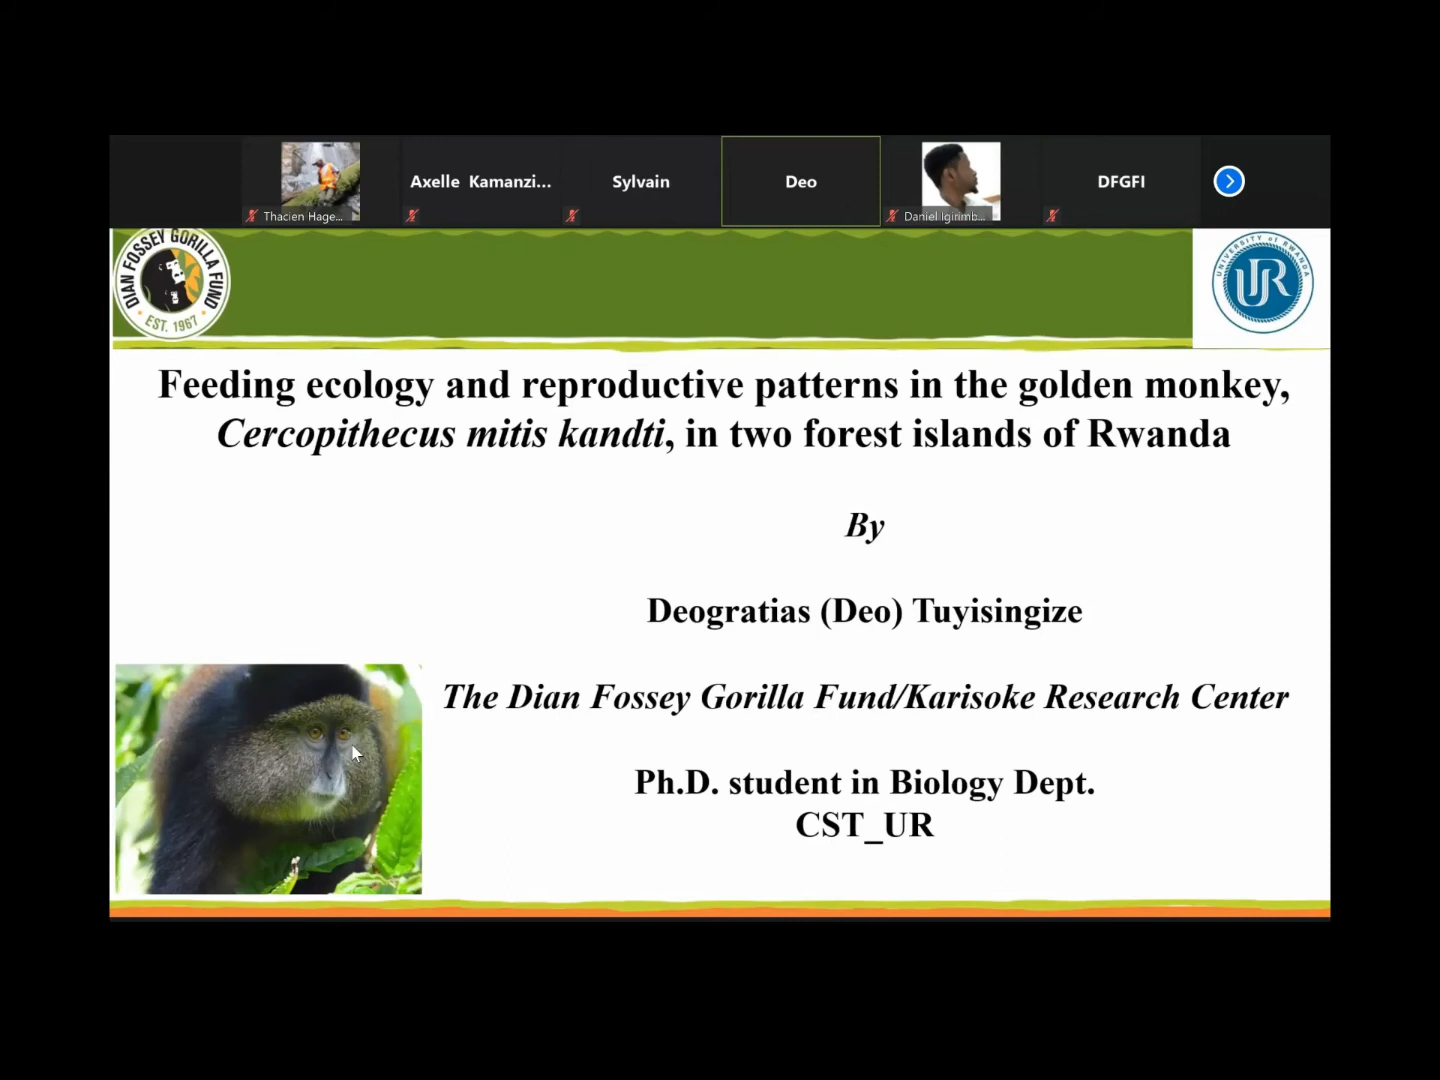 Axelle Kamanzi...
Sylvain
Deo
DFGFI
Thacien Hage...
Daniel Igirimb...
DIAN FOSSEY GORILLA FUND
EST. 1967
UNIVERSITY of RWANDA
UR
Feeding ecology and reproductive patterns in the golden monkey,
Cercopithecus mitis kandti, in two forest islands of Rwanda
By
Deogratias (Deo) Tuyisingize
The Dian Fossey Gorilla Fund/Karisoke Research Center
Ph.D. student in Biology Dept.
CST_UR